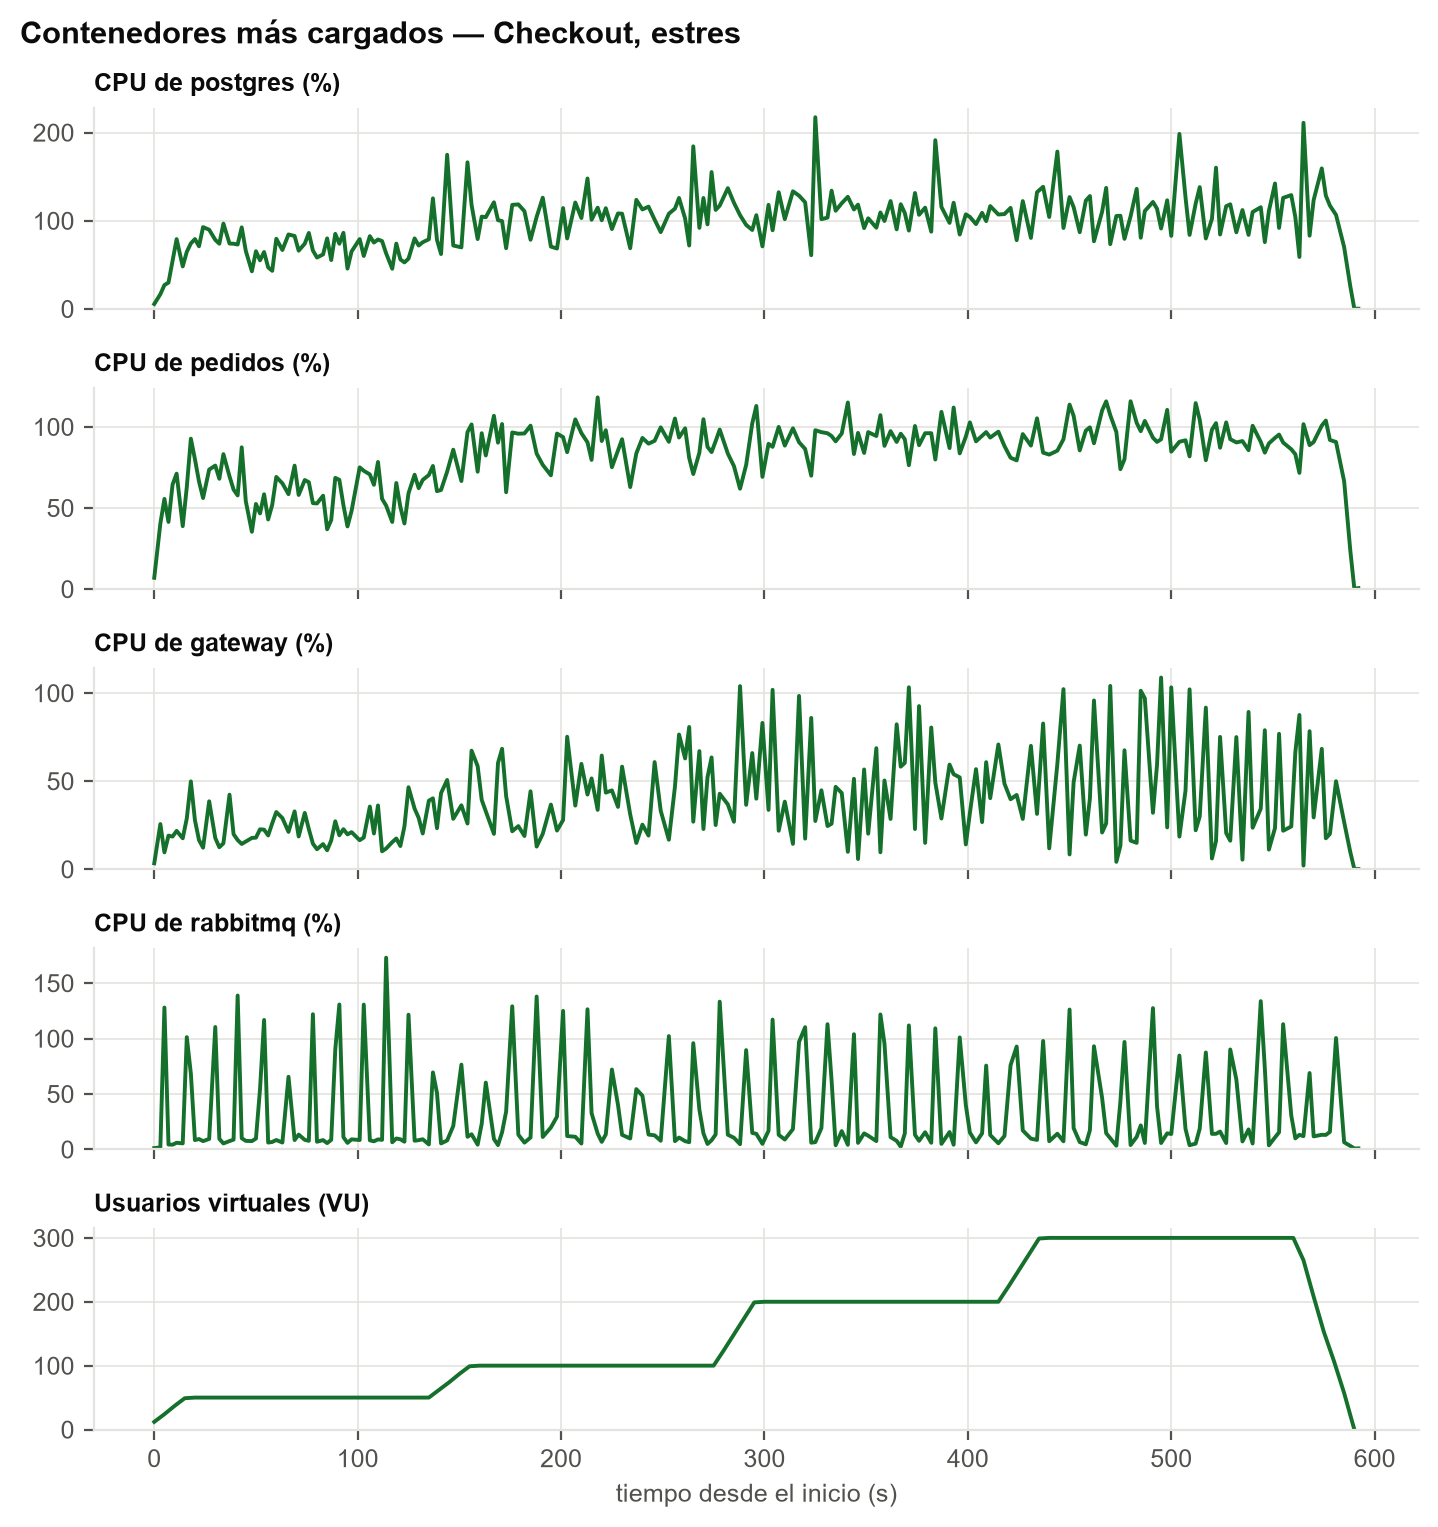 Contenedores más cargados — Checkout, estres
CPU de postgres (%)
200
100
0
CPU de pedidos (%)
100
50
0
CPU de gateway (%)
100
50
0
CPU de rabbitmq (%)
150
100
50
0
Usuarios virtuales (VU)
300
200
100
0
0 100 200 300 400 500 600
tiempo desde el inicio (s)